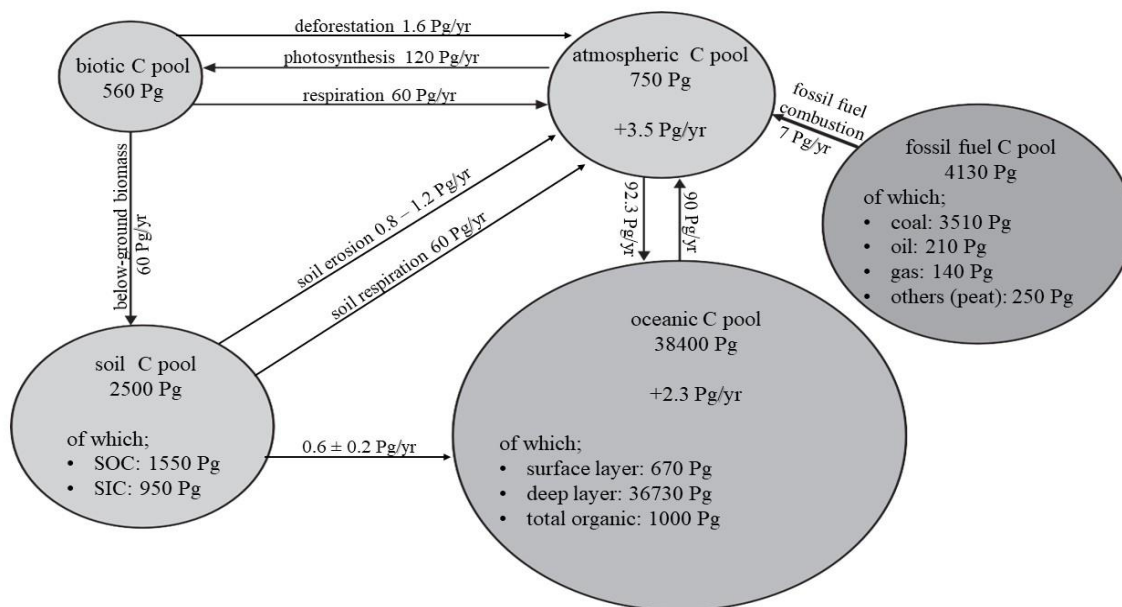 deforestation 1.6 Pg/yr
photosynthesis 120 Pg/yr
respiration 60 Pg/yr
biotic C pool
560 Pg
atmospheric C pool
750 Pg
+3.5 Pg/yr
fossil fuel
combustion
7 Pg/yr
fossil fuel C pool
4130 Pg
of which;
• coal: 3510 Pg
• oil: 210 Pg
• gas: 140 Pg
• others (peat): 250 Pg
below-ground biomass
60 Pg/yr
soil erosion 0.8 – 1.2 Pg/yr
soil respiration 60 Pg/yr
92.3 Pg/yr
90 Pg/yr
soil C pool
2500 Pg
of which;
• SOC: 1550 Pg
• SIC: 950 Pg
0.6 ± 0.2 Pg/yr
oceanic C pool
38400 Pg
+2.3 Pg/yr
of which;
• surface layer: 670 Pg
• deep layer: 36730 Pg
• total organic: 1000 Pg